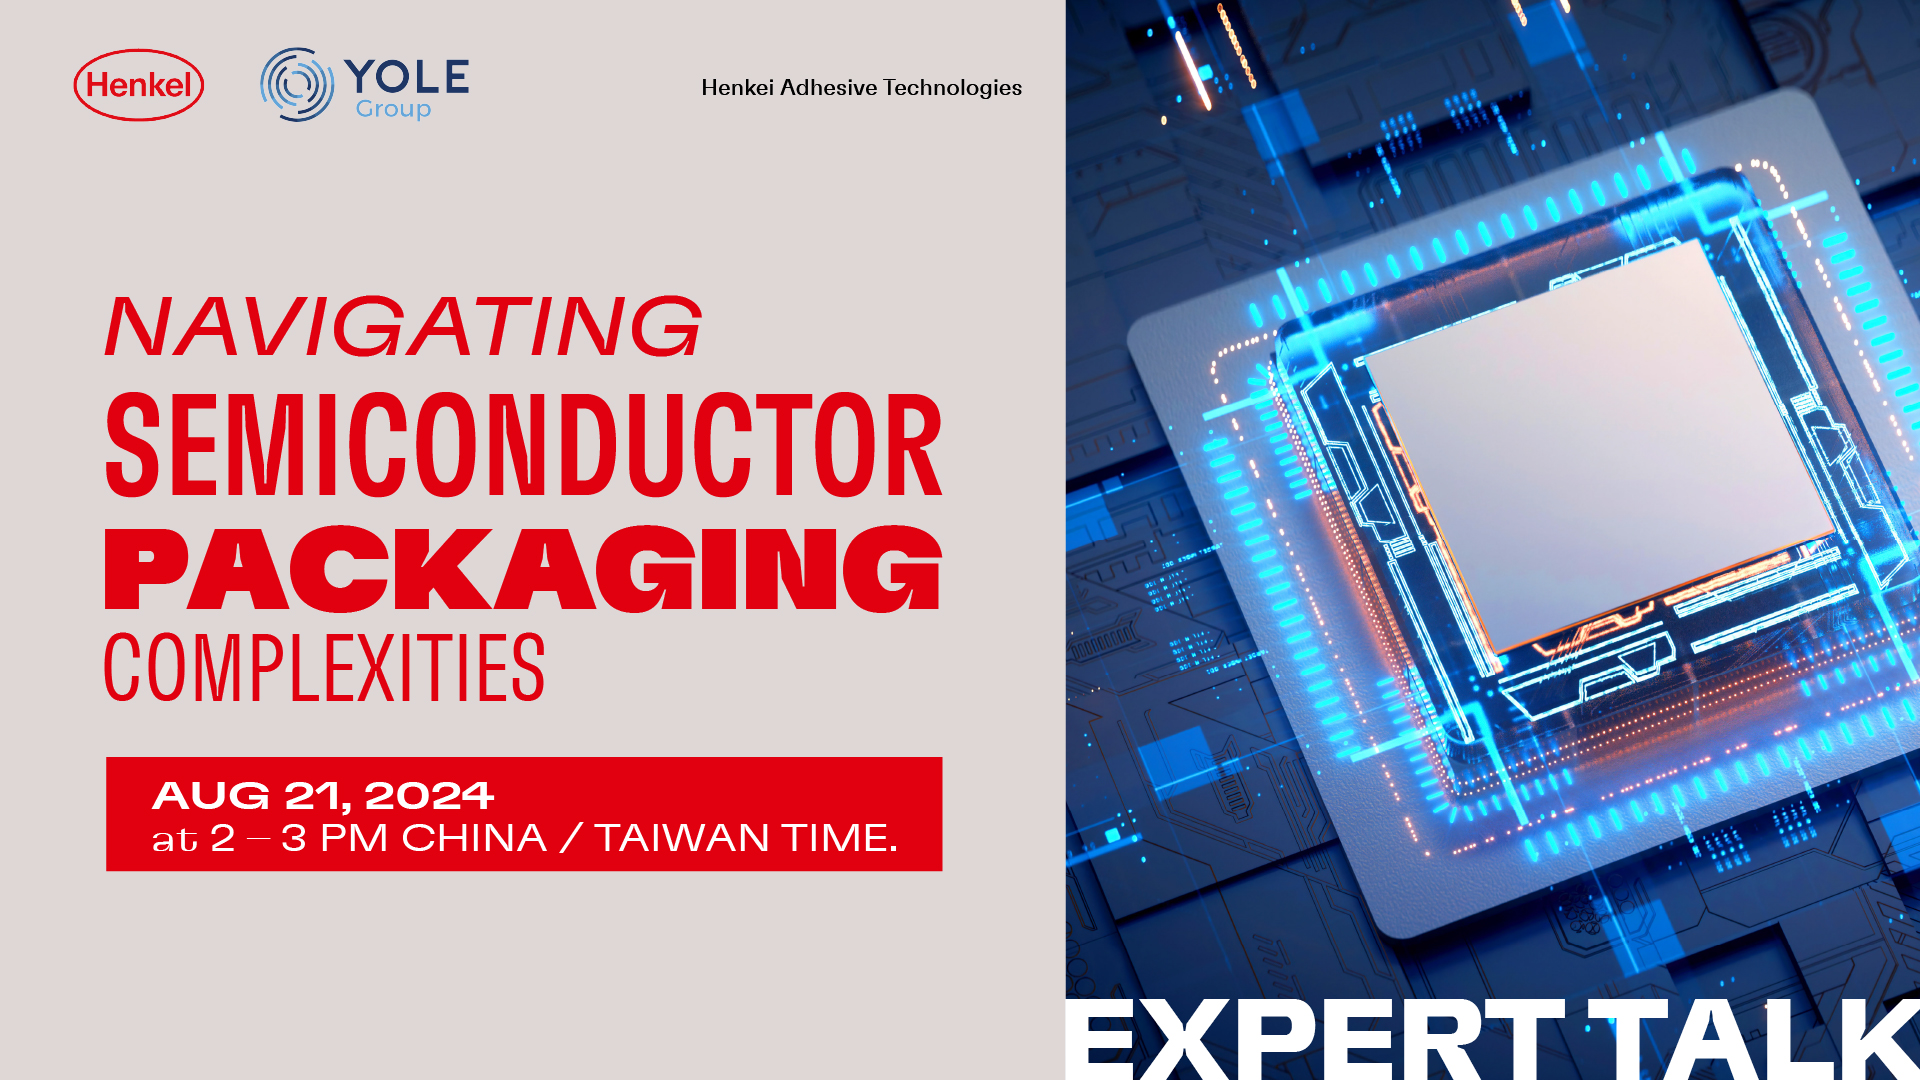 Henkel
YOLE
Group
Henkei Adhesive Technologies
NAVIGATING
SEMICONDUCTOR
PACKAGING
COMPLEXITIES
AUG 21, 2024
at 2 – 3 PM CHINA / TAIWAN TIME.
EXPERT TALK